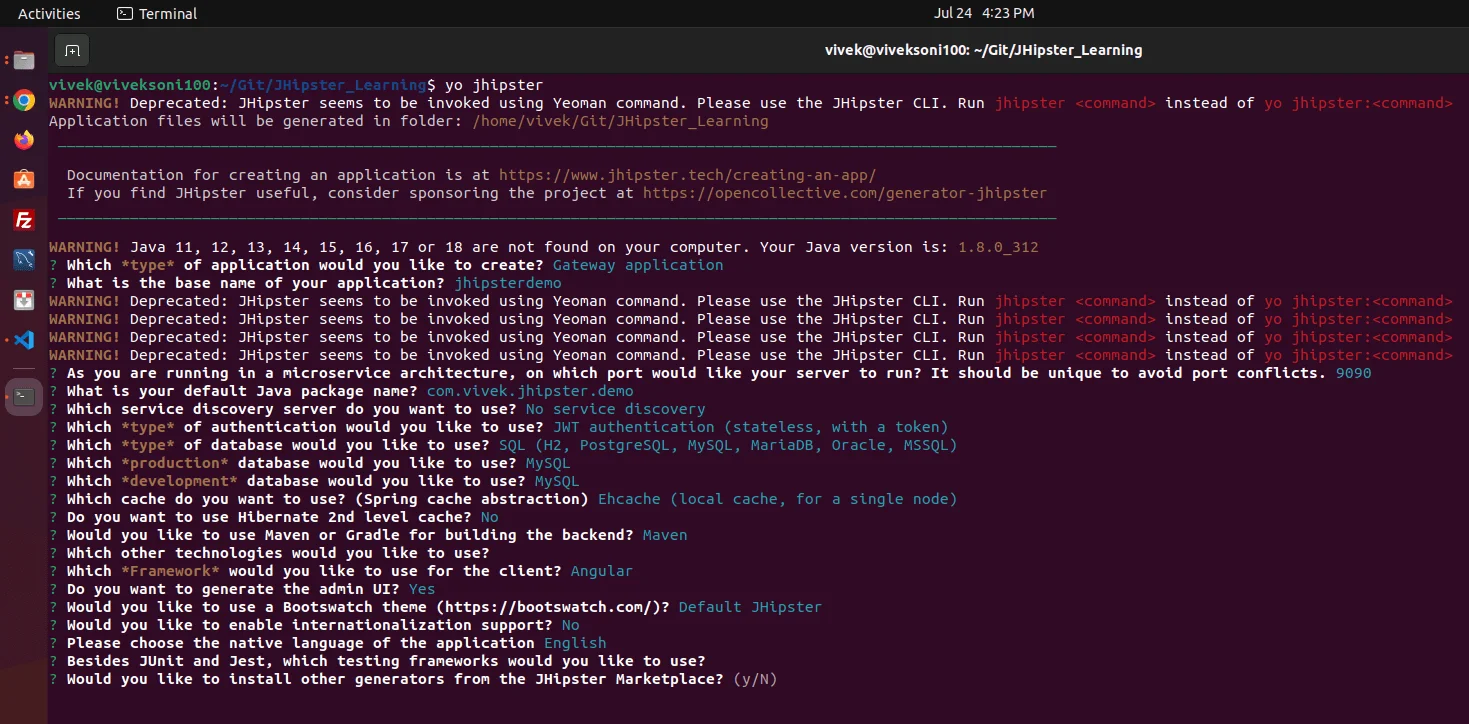 Activities Terminal Jul 24 4:23 PM
vivek@viveksoni100: ~/Git/JHipster_Learning
vivek@viveksoni100:~/Git/JHipster_Learning$ yo jhipster
WARNING! Deprecated: JHipster seems to be invoked using Yeoman command. Please use the JHipster CLI. Run jhipster <command> instead of yo jhipster:<command>
Application files will be generated in folder: /home/vivek/Git/JHipster_Learning
Documentation for creating an application is at https://www.jhipster.tech/creating-an-app/
If you find JHipster useful, consider sponsoring the project at https://opencollective.com/generator-jhipster
WARNING! Java 11, 12, 13, 14, 15, 16, 17 or 18 are not found on your computer. Your Java version is: 1.8.0_312
? Which *type* of application would you like to create? Gateway application
? What is the base name of your application? jhipsterdemo
WARNING! Deprecated: JHipster seems to be invoked using Yeoman command. Please use the JHipster CLI. Run jhipster <command> instead of yo jhipster:<command>
WARNING! Deprecated: JHipster seems to be invoked using Yeoman command. Please use the JHipster CLI. Run jhipster <command> instead of yo jhipster:<command>
WARNING! Deprecated: JHipster seems to be invoked using Yeoman command. Please use the JHipster CLI. Run jhipster <command> instead of yo jhipster:<command>
WARNING! Deprecated: JHipster seems to be invoked using Yeoman command. Please use the JHipster CLI. Run jhipster <command> instead of yo jhipster:<command>
? As you are running in a microservice architecture, on which port would like your server to run? It should be unique to avoid port conflicts. 9090
? What is your default Java package name? com.vivek.jhipster.demo
? Which service discovery server do you want to use? No service discovery
? Which *type* of authentication would you like to use? JWT authentication (stateless, with a token)
? Which *type* of database would you like to use? SQL (H2, PostgreSQL, MySQL, MariaDB, Oracle, MSSQL)
? Which *production* database would you like to use? MySQL
? Which *development* database would you like to use? MySQL
? Which cache do you want to use? (Spring cache abstraction) Ehcache (local cache, for a single node)
? Do you want to use Hibernate 2nd level cache? No
? Would you like to use Maven or Gradle for building the backend? Maven
? Which other technologies would you like to use?
? Which *Framework* would you like to use for the client? Angular
? Do you want to generate the admin UI? Yes
? Would you like to use a Bootswatch theme (https://bootswatch.com/)? Default JHipster
? Would you like to enable internationalization support? No
? Please choose the native language of the application English
? Besides JUnit and Jest, which testing frameworks would you like to use?
? Would you like to install other generators from the JHipster Marketplace? (y/N)